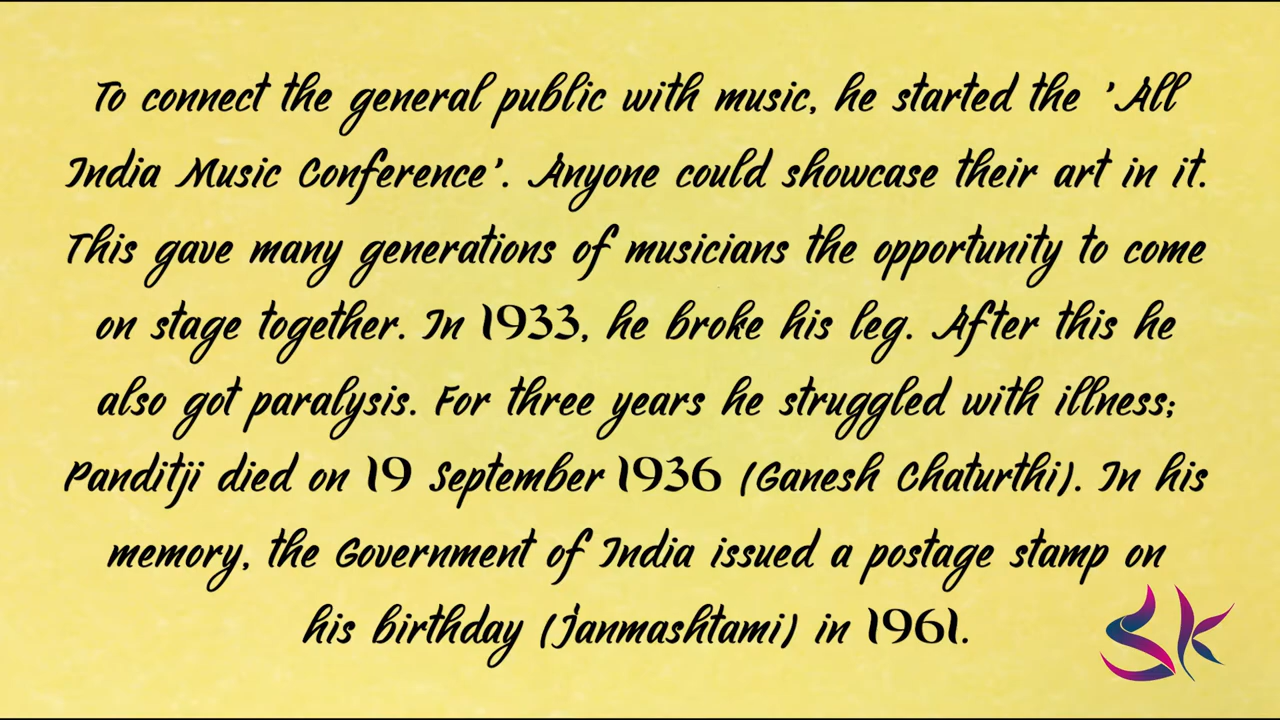 To connect the general public with music, he started the 'All
India Music Conference'. Anyone could showcase their art in it.
This gave many generations of musicians the opportunity to come
on stage together. In 1933, he broke his leg. After this he
also got paralysis. For three years he struggled with illness;
Panditji died on 19 September 1936 (Ganesh Chaturthi). In his
memory, the Government of India issued a postage stamp on
his birthday (Janmashtami) in 1961.
SK